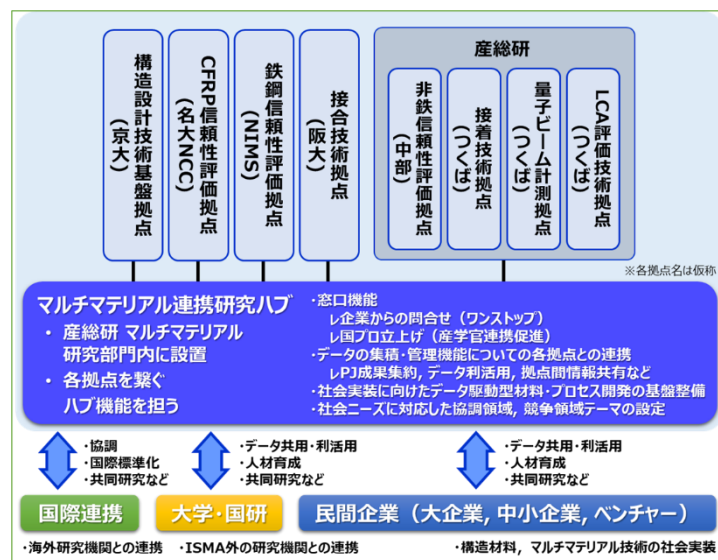 構造設計技術基盤拠点
(京大)
CFRP信頼性評価拠点
(名大NCC)
鉄鋼信頼性評価拠点
(NIMS)
接合技術拠点
(阪大)
産総研
非鉄信頼性評価拠点
(中部)
接着技術拠点
(つくば)
量子ビーム計測拠点
(つくば)
LCA評価技術拠点
(つくば)
※各拠点名は仮称
マルチマテリアル連携研究ハブ
・ 産総研 マルチマテリアル
研究部門内に設置
・ 各拠点を繋ぐ
ハブ機能を担う
・窓口機能
┗企業からの問合せ（ワンストップ）
┗国プロ立上げ（産学官連携促進）
・データの集積・管理機能についての各拠点との連携
┗PJ成果集約, データ利活用, 拠点間情報共有など
・社会実装に向けたデータ駆動型材料・プロセス開発の基盤整備
・社会ニーズに対応した協調領域, 競争領域テーマの設定
・協調
・国際標準化
・共同研究など
・データ共用・利活用
・人材育成
・共同研究など
・データ共用・利活用
・人材育成
・共同研究など
国際連携
大学・国研
民間企業（大企業, 中小企業, ベンチャー）
・海外研究機関との連携
・ISMA外の研究機関との連携
・構造材料, マルチマテリアル技術の社会実装